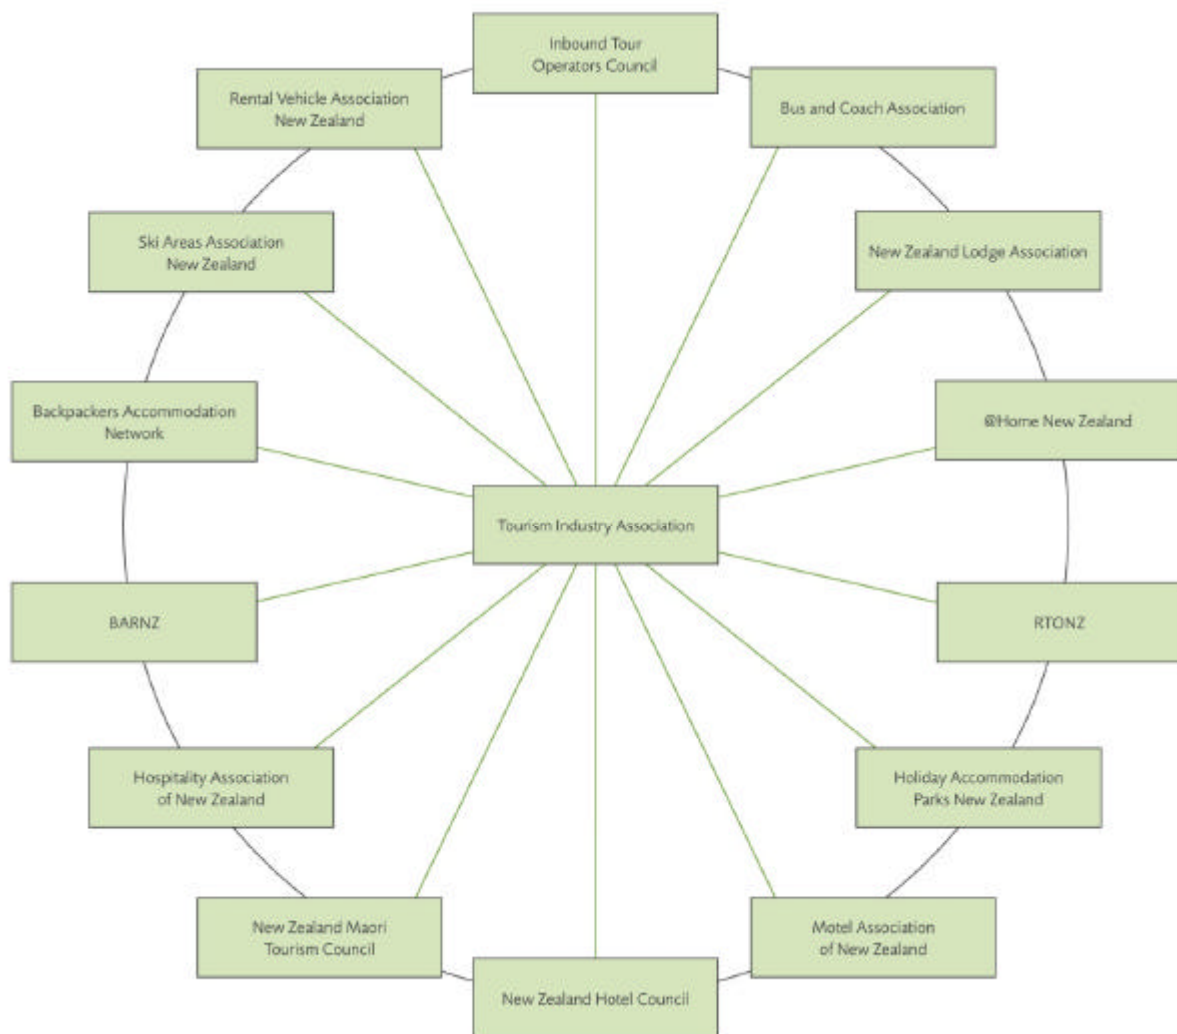 Inbound Tour
Operators Council
Rental Vehicle Association
New Zealand
Bus and Coach Association
Ski Areas Association
New Zealand
New Zealand Lodge Association
Backpackers Accommodation
Network
@Home New Zealand
Tourism Industry Association
BARNZ
RTONZ
Hospitality Association
of New Zealand
Holiday Accommodation
Parks New Zealand
New Zealand Maori
Tourism Council
Motel Association
of New Zealand
New Zealand Hotel Council